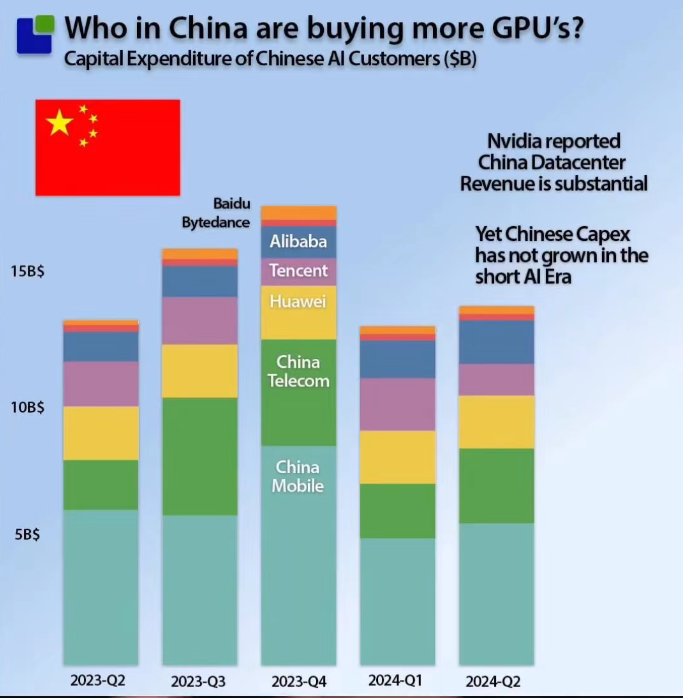 Who in China are buying more GPU's?
Capital Expenditure of Chinese AI Customers ($B)
Nvidia reported
China Datacenter
Revenue is substantial
Yet Chinese Capex
has not grown in the
short AI Era
Baidu
Bytedance
Alibaba
Tencent
Huawei
China
Telecom
China
Mobile
15B$
10B$
5B$
2023-Q2
2023-Q3
2023-Q4
2024-Q1
2024-Q2